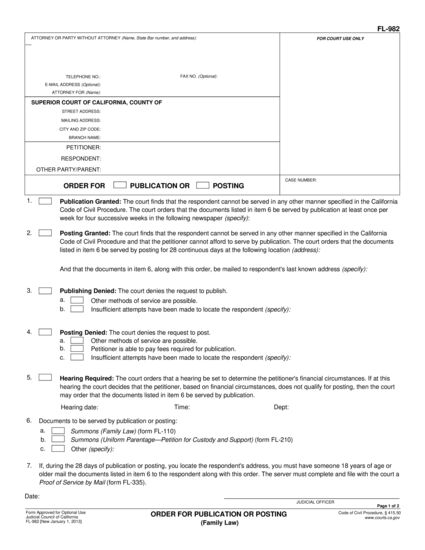 FL-982
ATTORNEY OR PARTY WITHOUT ATTORNEY (Name, State Bar number, and address):
FOR COURT USE ONLY
TELEPHONE NO.:
FAX NO. (Optional):
E-MAIL ADDRESS (Optional):
ATTORNEY FOR (Name):
SUPERIOR COURT OF CALIFORNIA, COUNTY OF
STREET ADDRESS:
MAILING ADDRESS:
CITY AND ZIP CODE:
BRANCH NAME:
PETITIONER:
RESPONDENT:
OTHER PARTY/PARENT:
ORDER FOR PUBLICATION OR POSTING
CASE NUMBER:
1. Publication Granted: The court finds that the respondent cannot be served in any other manner specified in the California
Code of Civil Procedure. The court orders that the documents listed in item 6 be served by publication at least once per
week for four successive weeks in the following newspaper (specify):
2. Posting Granted: The court finds that the respondent cannot be served in any other manner specified in the California
Code of Civil Procedure and that the petitioner cannot afford to serve by publication. The court orders that the documents
listed in item 6 be served by posting for 28 continuous days at the following location (address):
And that the documents in item 6, along with this order, be mailed to respondent's last known address (specify):
3. Publishing Denied: The court denies the request to publish.
a. Other methods of service are possible.
b. Insufficient attempts have been made to locate the respondent (specify):
4. Posting Denied: The court denies the request to post.
a. Other methods of service are possible.
b. Petitioner is able to pay fees required for publication.
c. Insufficient attempts have been made to locate the respondent (specify):
5. Hearing Required: The court orders that a hearing be set to determine the petitioner's financial circumstances. If at this
hearing the court decides that the petitioner, based on financial circumstances, does not qualify for posting, then the court
may order that the documents listed in item 6 be served by publication.
Hearing date: Time: Dept:
6. Documents to be served by publication or posting:
a. Summons (Family Law) (form FL-110)
b. Summons (Uniform Parentage—Petition for Custody and Support) (form FL-210)
c. Other (specify):
7. If, during the 28 days of publication or posting, you locate the respondent's address, you must have someone 18 years of age or
older mail the documents listed in item 6 to the respondent along with this order. The server must complete and file with the court a
Proof of Service by Mail (form FL-335).
Date:
JUDICIAL OFFICER
Page 1 of 2
Form Approved for Optional Use
Judicial Council of California
FL-982 [New January 1, 2013]
ORDER FOR PUBLICATION OR POSTING
(Family Law)
Code of Civil Procedure, § 415.50
www.courts.ca.gov